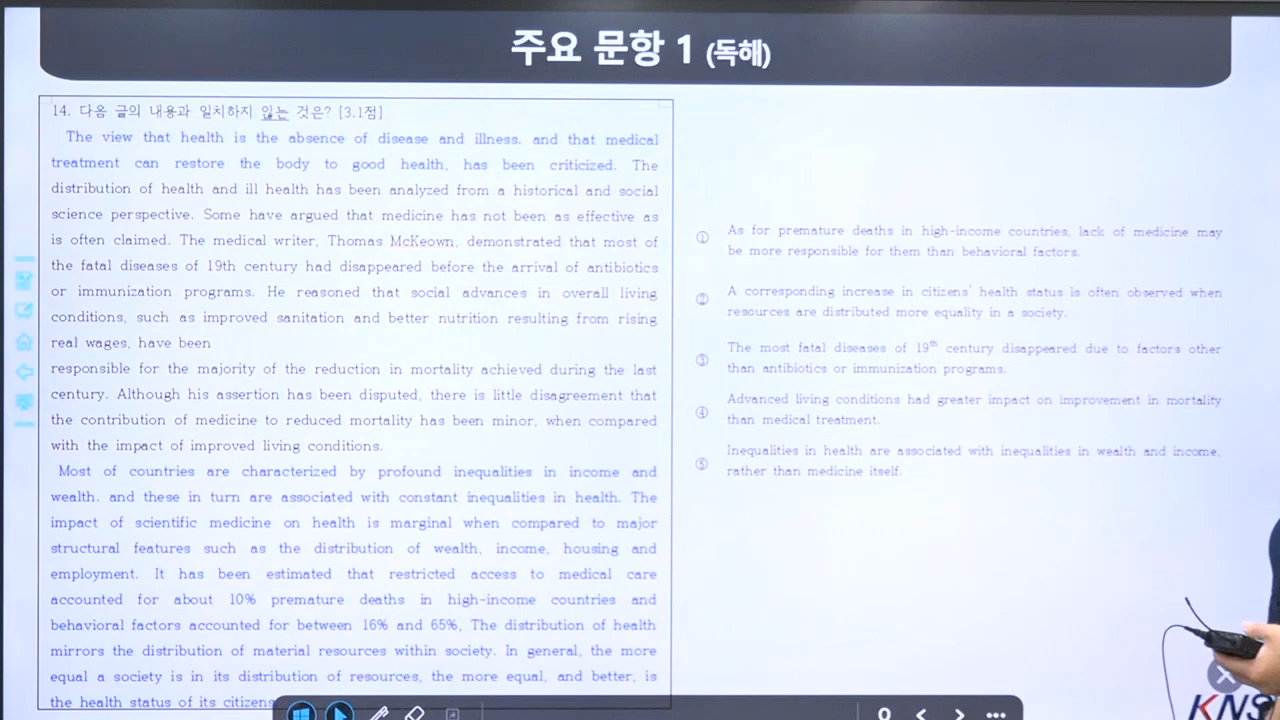 주요 문항 1 (독해)
14. 다음 글의 내용과 일치하지 않는 것은? [3.1점]
The view that health is the absence of disease and illness, and that medical
treatment can restore the body to good health, has been criticized. The
distribution of health and ill health has been analyzed from a historical and social
science perspective. Some have argued that medicine has not been as effective as
is often claimed. The medical writer, Thomas McKeown, demonstrated that most of
the fatal diseases of 19th century had disappeared before the arrival of antibiotics
or immunization programs. He reasoned that social advances in overall living
conditions, such as improved sanitation and better nutrition resulting from rising
real wages, have been
responsible for the majority of the reduction in mortality achieved during the last
century. Although his assertion has been disputed, there is little disagreement that
the contribution of medicine to reduced mortality has been minor, when compared
with the impact of improved living conditions.
Most of countries are characterized by profound inequalities in income and
wealth, and these in turn are associated with constant inequalities in health. The
impact of scientific medicine on health is marginal when compared to major
structural features such as the distribution of wealth, income, housing and
employment. It has been estimated that restricted access to medical care
accounted for about 10% premature deaths in high-income countries and
behavioral factors accounted for between 16% and 65%, The distribution of health
mirrors the distribution of material resources within society. In general, the more
equal a society is in its distribution of resources, the more equal, and better, is
the health status of its citizens
① As for premature deaths in high-income countries, lack of medicine may
be more responsible for them than behavioral factors.
② A corresponding increase in citizens' health status is often observed when
resources are distributed more equality in a society.
③ The most fatal diseases of 19th century disappeared due to factors other
than antibiotics or immunization programs.
④ Advanced living conditions had greater impact on improvement in mortality
than medical treatment.
⑤ Inequalities in health are associated with inequalities in wealth and income,
rather than medicine itself.
KNS